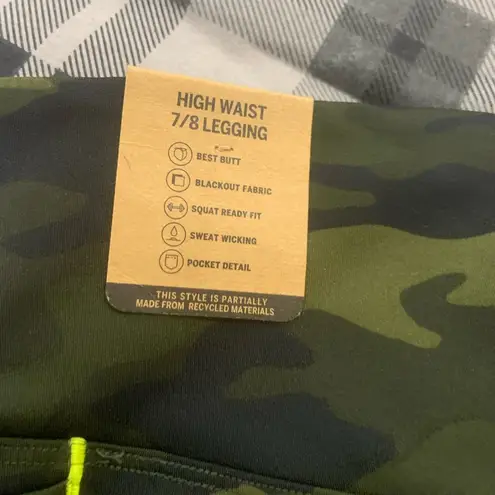 HIGH WAIST
7/8 LEGGING
BEST BUTT
BLACKOUT FABRIC
SQUAT READY FIT
SWEAT WICKING
POCKET DETAIL
THIS STYLE IS PARTIALLY
MADE FROM RECYCLED MATERIALS